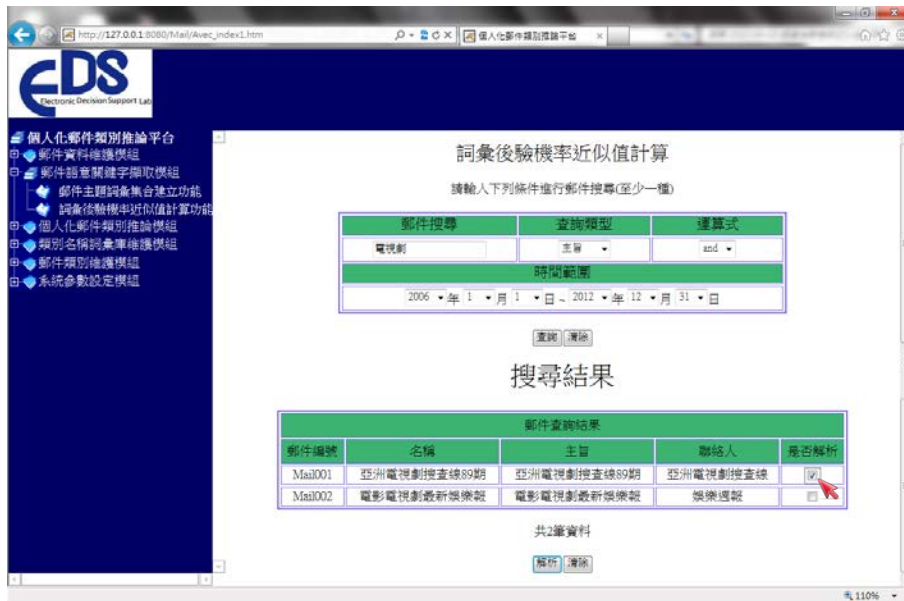 http://127.0.0.1:8080/Mail/Avec_index1.htm
個人化郵件類別推論平台
EDS
Electronic Decision Support Lab
個人化郵件類別推論平台
郵件資料維護模組
郵件語意關鍵字擷取模組
郵件主題詞彙集合建立功能
詞彙後驗機率近似值計算功能
個人化郵件類別推論模組
類別名稱詞彙庫維護模組
郵件類別維護模組
系統參數設定模組
詞彙後驗機率近似值計算
請輸入下列條件進行郵件搜尋(至少一種)
郵件搜尋 查詢類型 運算式
電視劇 主旨 and
時間範圍
2006 年 1 月 1 日 ~ 2012 年 12 月 31 日
查詢 清除
搜尋結果
郵件查詢結果
郵件編號 名稱 主旨 聯絡人 是否解析
Mail001 亞洲電視劇搜查線89期 亞洲電視劇搜查線89期 亞洲電視劇搜查線
Mail002 電影電視劇最新娛樂報 電影電視劇最新娛樂報 娛樂週報
共2筆資料
解析 清除
110%